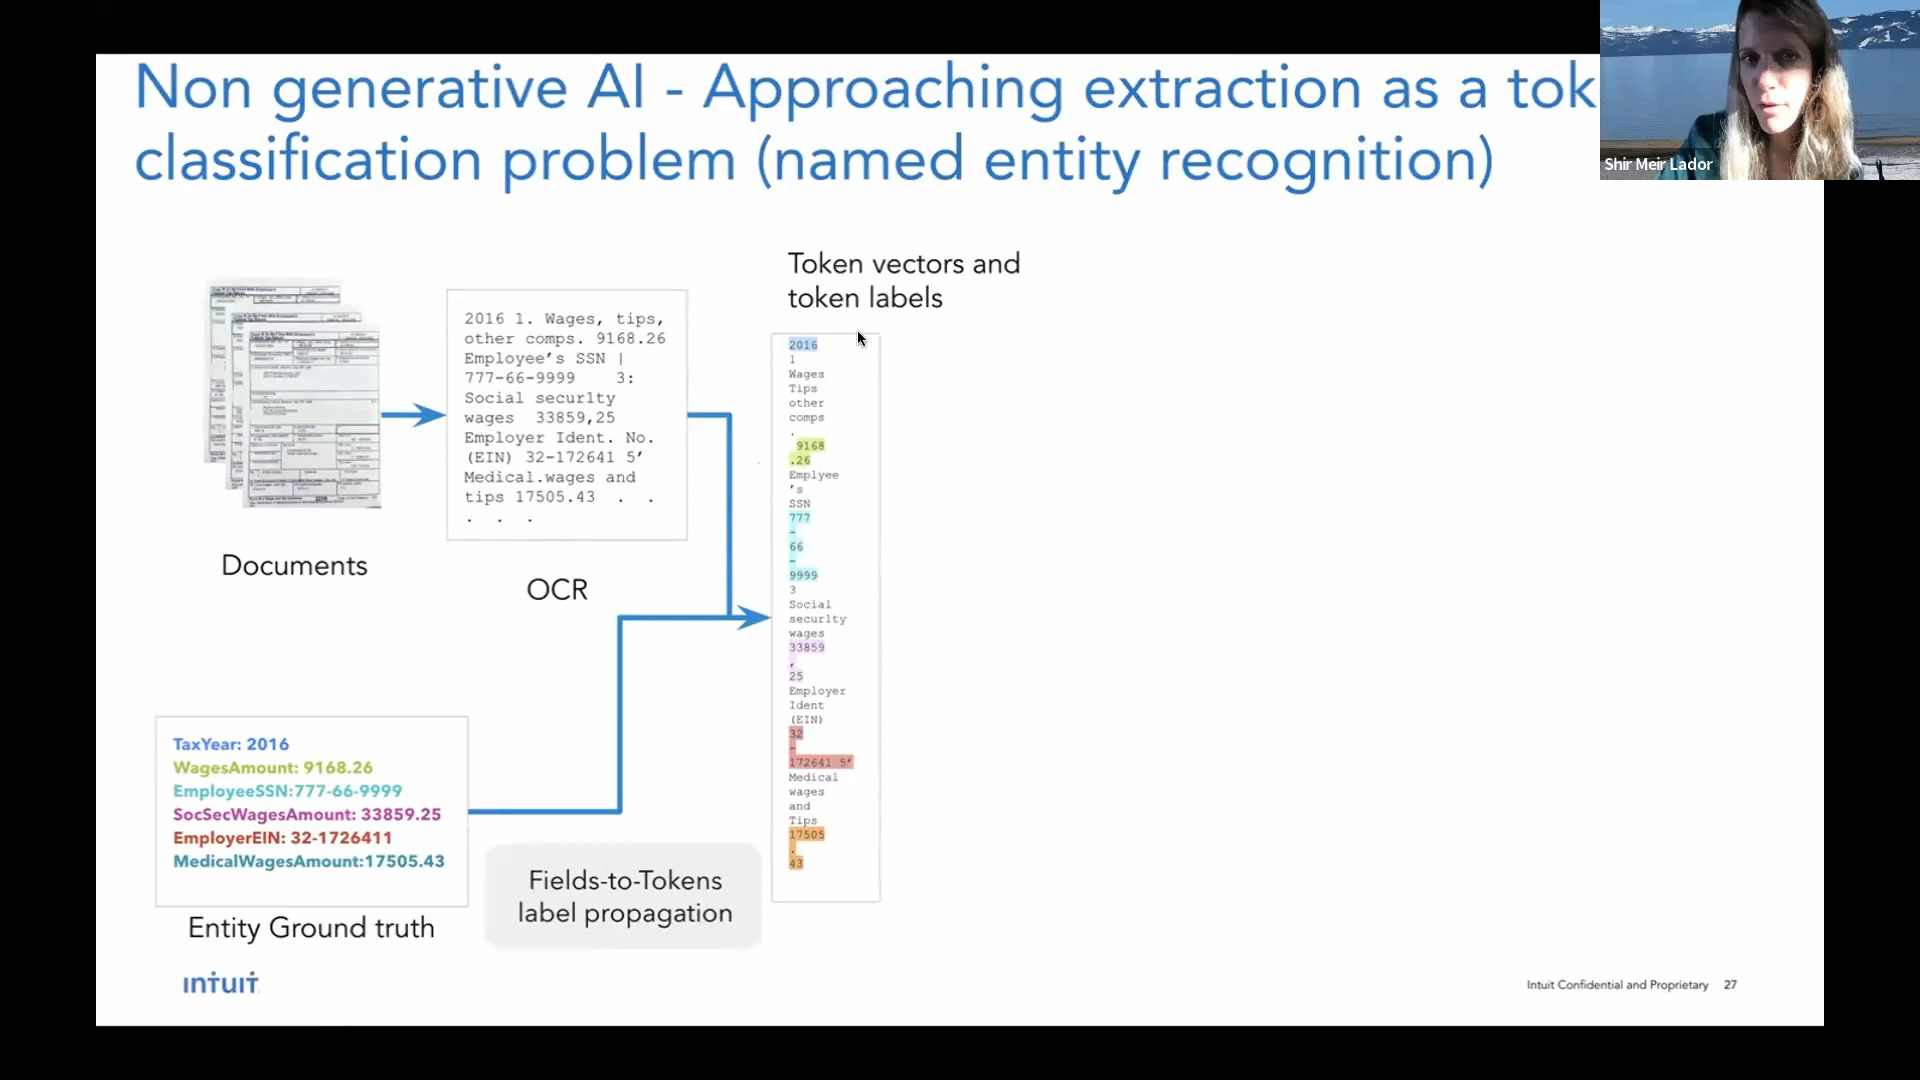 Non generative AI - Approaching extraction as a tok
classification problem (named entity recognition)
Shir Meir Lador
Token vectors and
token labels
2016 1. Wages, tips,
other comps. 9168.26
Employee’s SSN |
777-66-9999 3:
Social securlty
wages 33859,25
Employer Ident. No.
(EIN) 32-172641 5’
Medical.wages and
tips 17505.43 . .
. . .
Documents
OCR
2016
1
Wages
Tips
other
comps
.
9168
.26
Emplyee
’s
SSN
777
-
66
-
9999
3
Social
securlty
wages
33859
,
25
Employer
Ident
(EIN)
32
-
172641 5’
Medical
wages
and
Tips
17505
.
43
TaxYear: 2016
WagesAmount: 9168.26
EmployeeSSN:777-66-9999
SocSecWagesAmount: 33859.25
EmployerEIN: 32-1726411
MedicalWagesAmount:17505.43
Entity Ground truth
Fields-to-Tokens
label propagation
INTUIT
Intuit Confidential and Proprietary 27